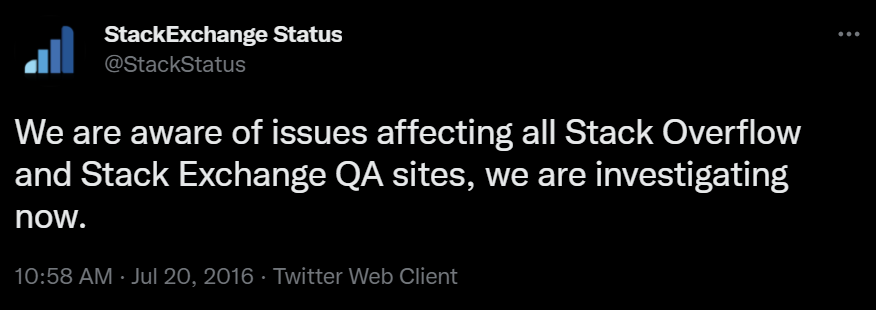 StackExchange Status
@StackStatus
We are aware of issues affecting all Stack Overflow
and Stack Exchange QA sites, we are investigating
now.
10:58 AM · Jul 20, 2016 · Twitter Web Client